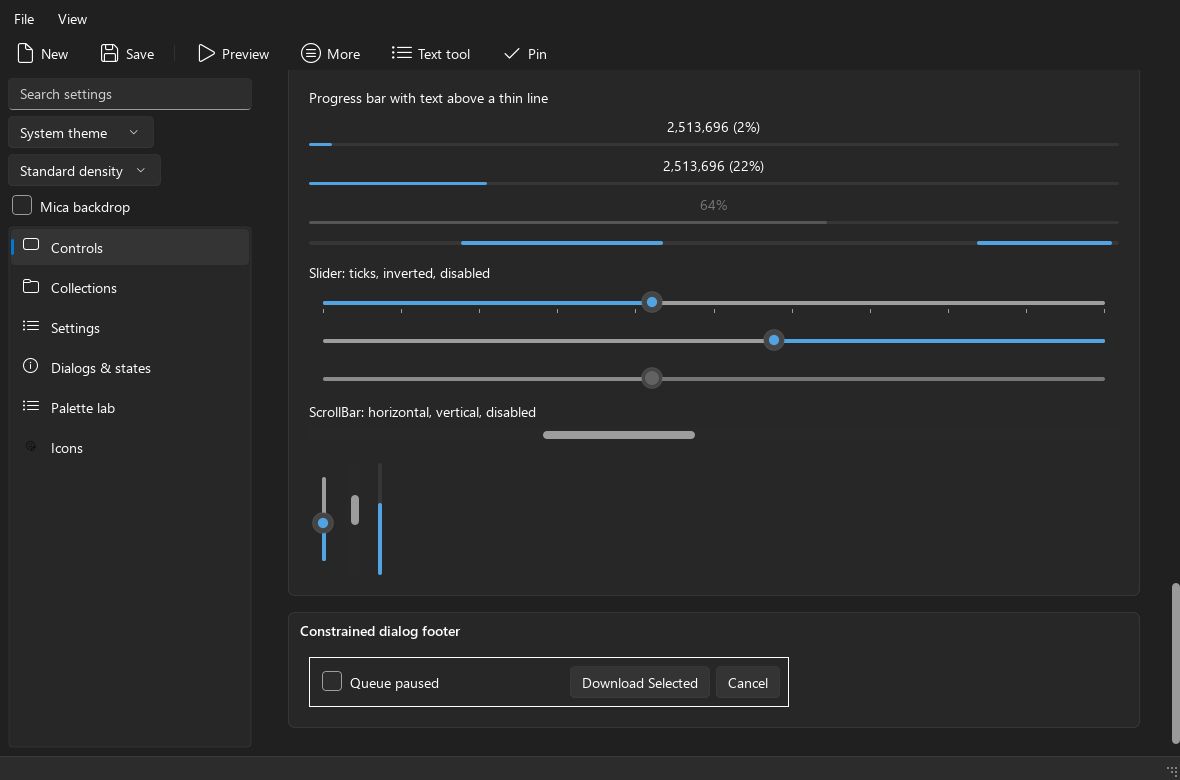 File View
New Save Preview More Text tool Pin
Search settings
System theme
Standard density
Mica backdrop
Controls
Collections
Settings
Dialogs & states
Palette lab
Icons
Progress bar with text above a thin line
2,513,696 (2%)
2,513,696 (22%)
64%
Slider: ticks, inverted, disabled
ScrollBar: horizontal, vertical, disabled
Constrained dialog footer
Queue paused Download Selected Cancel